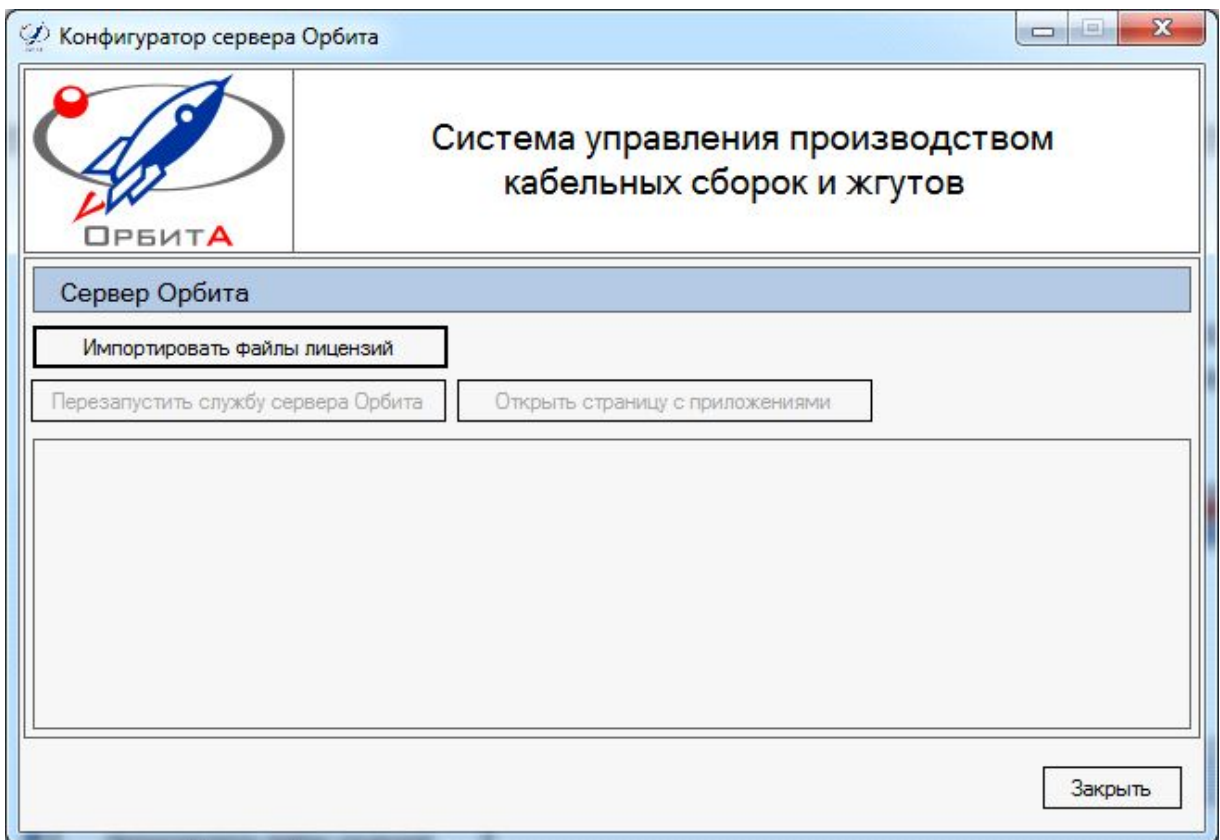 Конфигуратор сервера Орбита
Система управления производством
кабельных сборок и жгутов
ОРБИТА
Сервер Орбита
Импортировать файлы лицензий
Перезапустить службу сервера Орбита
Открыть страницу с приложениями
Закрыть